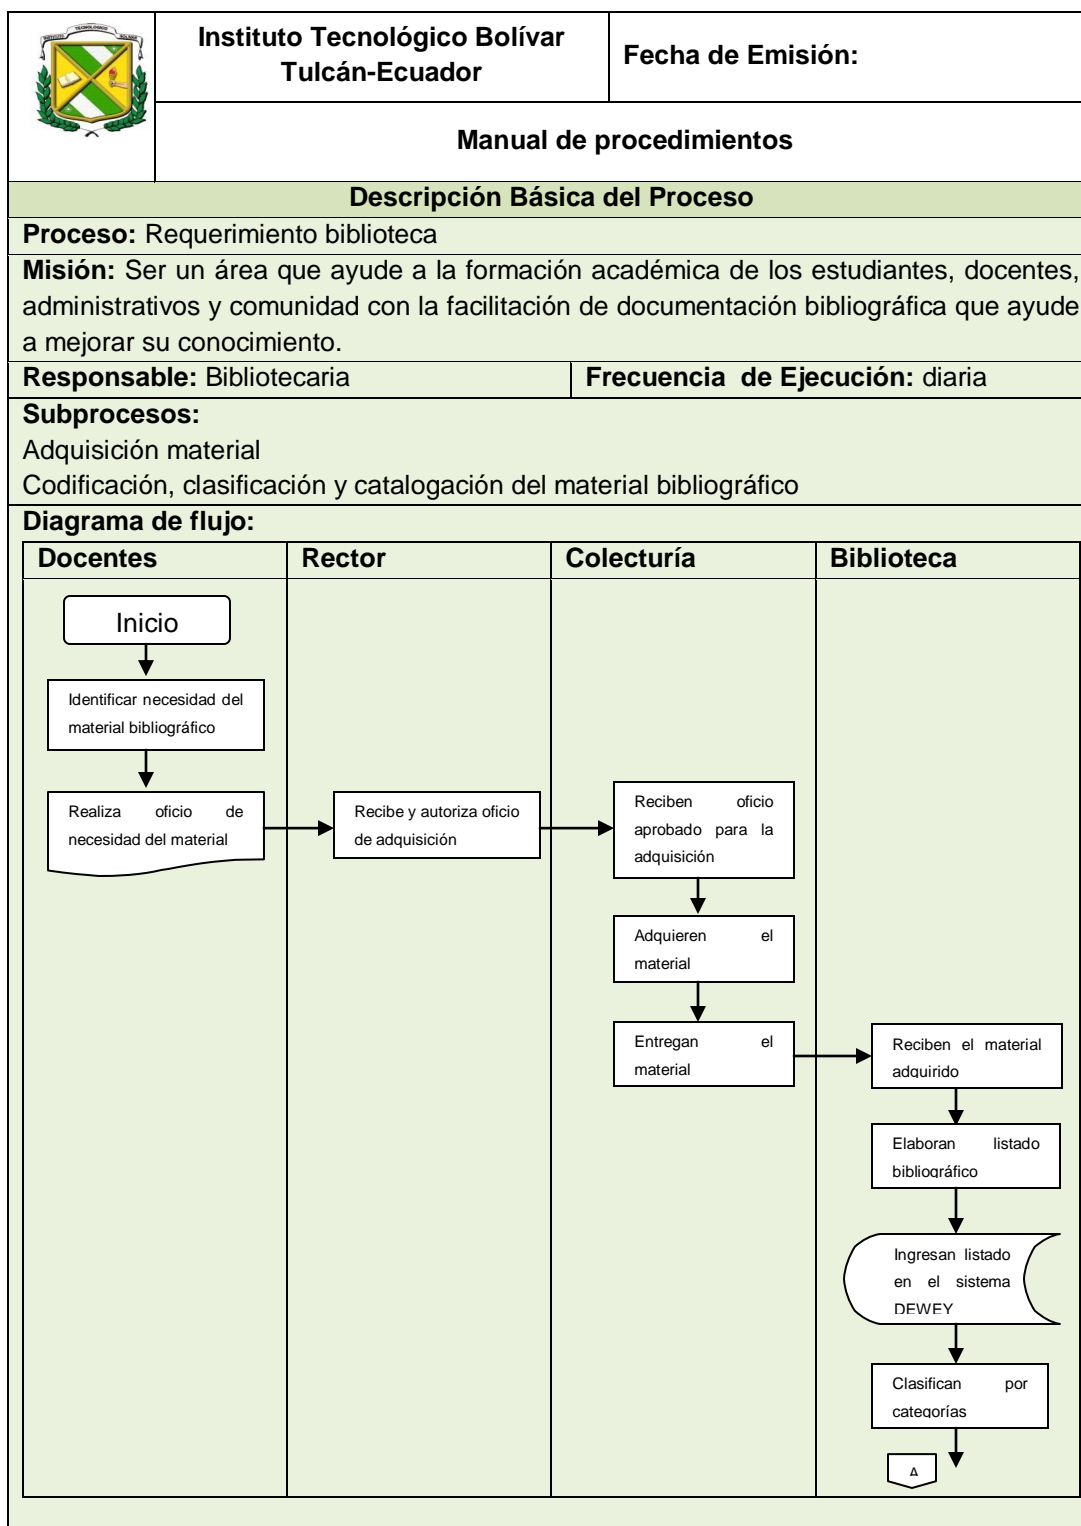 INSTITUTO TECNOLOGICO BOLIVAR
Instituto Tecnológico Bolívar
Tulcán-Ecuador
Fecha de Emisión:
Manual de procedimientos
Descripción Básica del Proceso
Proceso: Requerimiento biblioteca
Misión: Ser un área que ayude a la formación académica de los estudiantes, docentes,
administrativos y comunidad con la facilitación de documentación bibliográfica que ayude
a mejorar su conocimiento.
Responsable: Bibliotecaria
Frecuencia de Ejecución: diaria
Subprocesos:
Adquisición material
Codificación, clasificación y catalogación del material bibliográfico
Diagrama de flujo:
Docentes
Rector
Colecturía
Biblioteca
Inicio
Identificar necesidad del
material bibliográfico
Realiza oficio de
necesidad del material
Recibe y autoriza oficio
de adquisición
Reciben oficio
aprobado para la
adquisición
Adquieren el
material
Entregan el
material
Reciben el material
adquirido
Elaboran listado
bibliográfico
Ingresan listado
en el sistema
DEWEY
Clasifican por
categorías
A